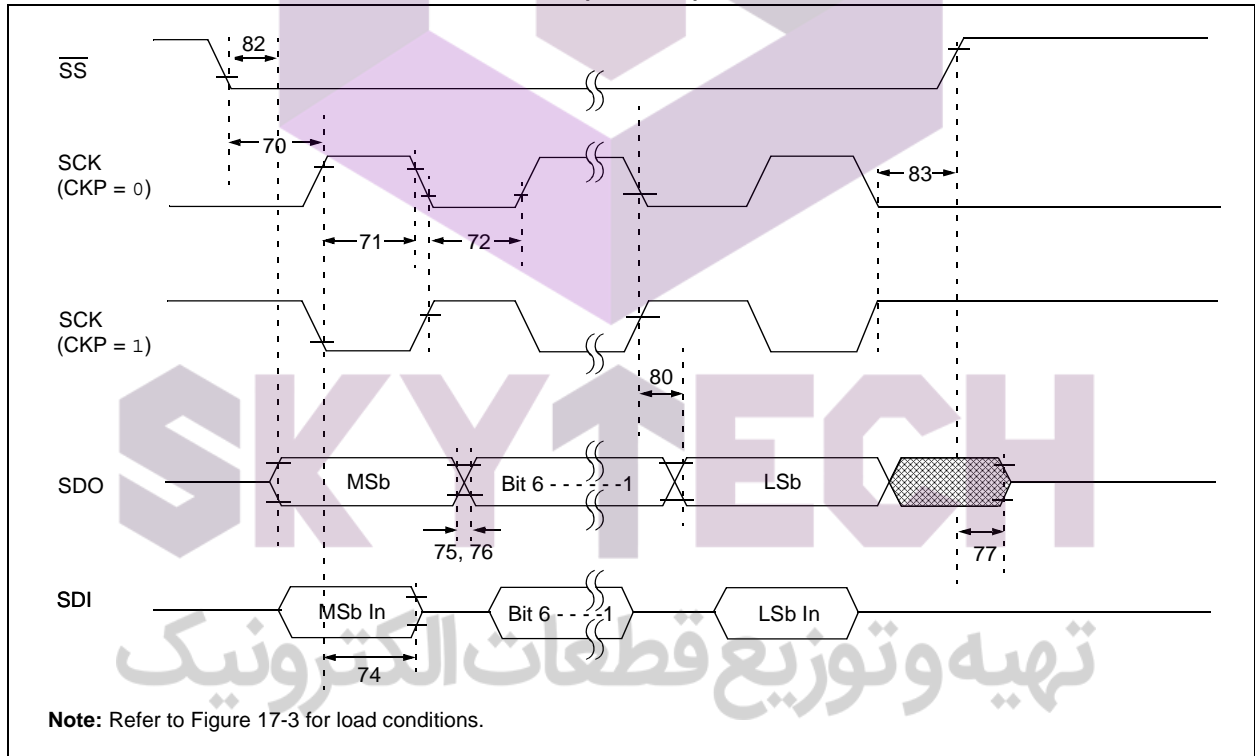 82
SS
70
SCK
(CKP = 0)
83
71
72
SCK
(CKP = 1)
80
SKYTECH
SDO
MSb
Bit 6 - - - - - -1
LSb
75, 76
77
SDI
MSb In
Bit 6 - - - -1
LSb In
تهیه و توزیع قطعات الکترونیک
74
Note: Refer to Figure 17-3 for load conditions.